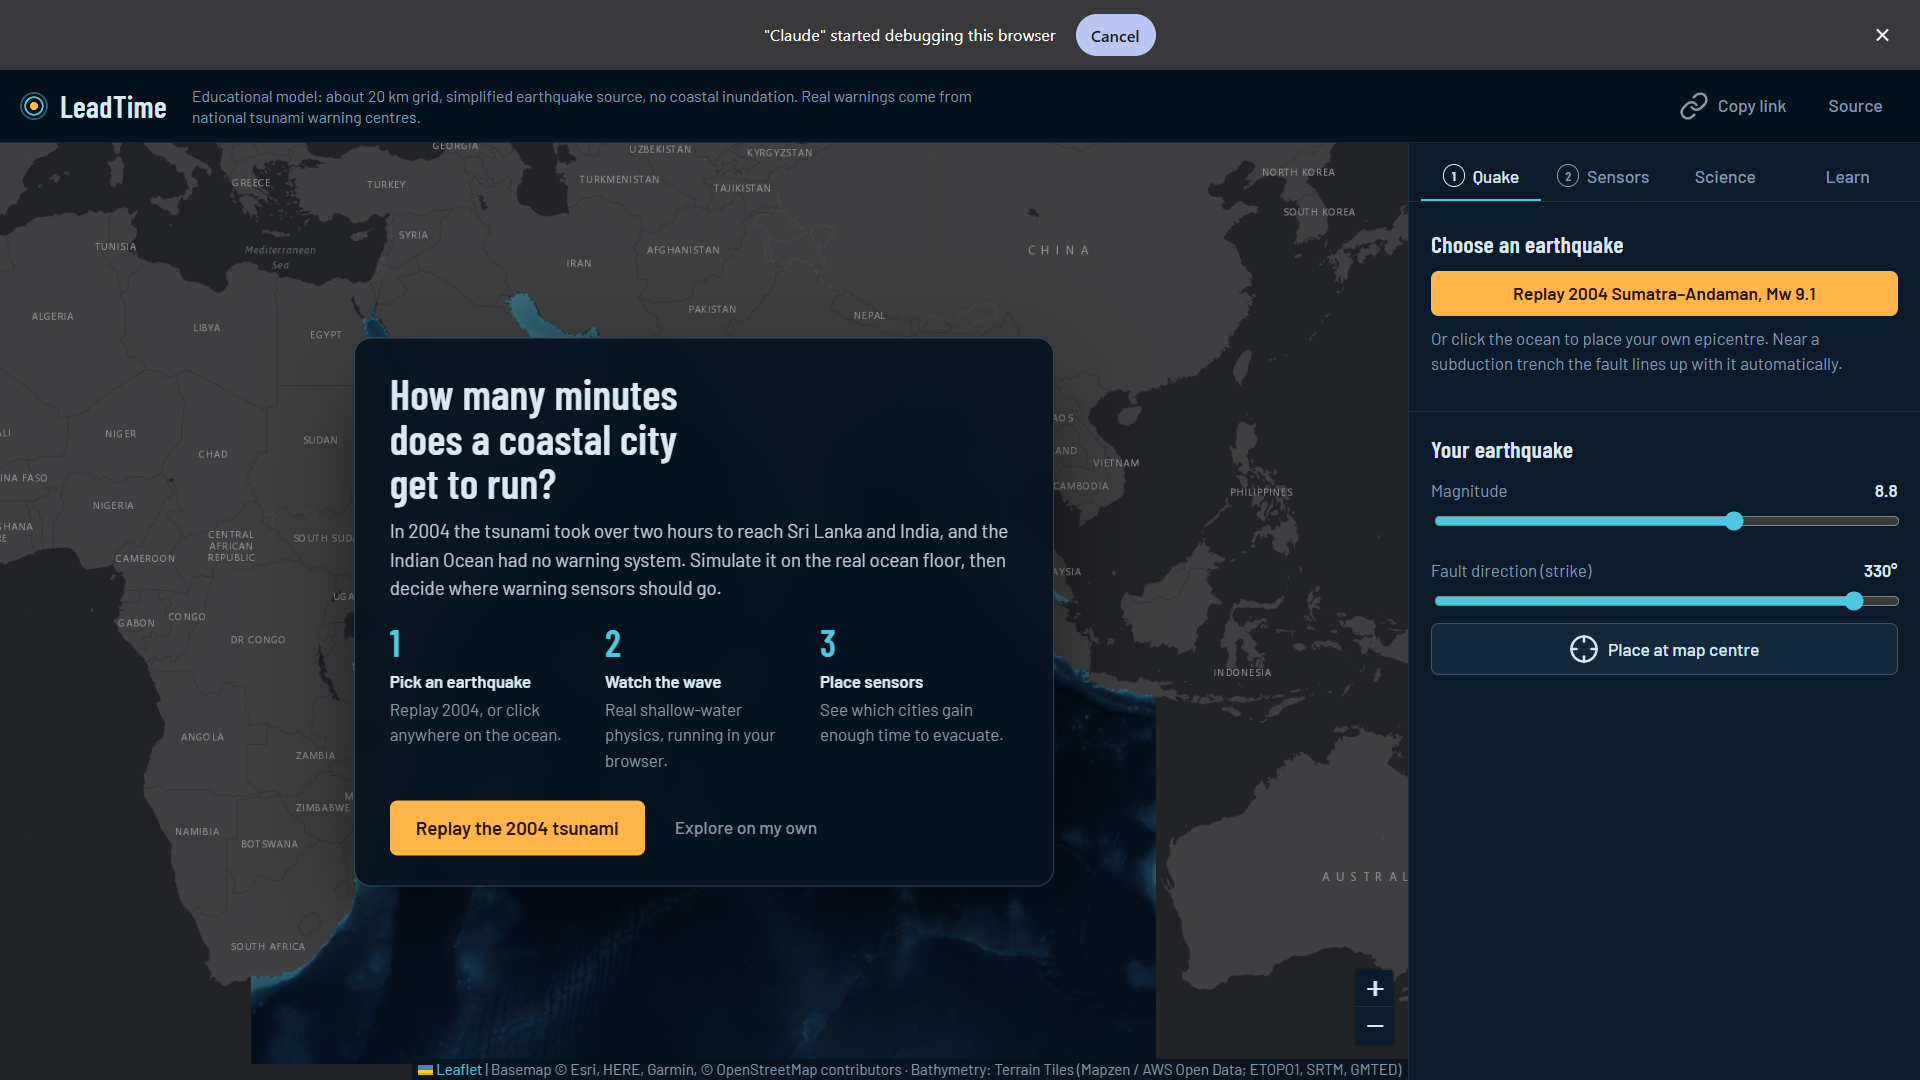 "Claude" started debugging this browser
Cancel
LeadTime
Educational model: about 20 km grid, simplified earthquake source, no coastal inundation. Real warnings come from
national tsunami warning centres.
Copy link
Source
1 Quake
2 Sensors
Science
Learn
Choose an earthquake
Replay 2004 Sumatra–Andaman, Mw 9.1
Or click the ocean to place your own epicentre. Near a
subduction trench the fault lines up with it automatically.
Your earthquake
Magnitude
8.8
Fault direction (strike)
330°
Place at map centre
How many minutes
does a coastal city
get to run?
In 2004 the tsunami took over two hours to reach Sri Lanka and India, and the
Indian Ocean had no warning system. Simulate it on the real ocean floor, then
decide where warning sensors should go.
1
Pick an earthquake
Replay 2004, or click
anywhere on the ocean.
2
Watch the wave
Real shallow-water
physics, running in your
browser.
3
Place sensors
See which cities gain
enough time to evacuate.
Replay the 2004 tsunami
Explore on my own
GEORGIA
UZBEKISTAN
KYRGYZSTAN
GREECE
TURKEY
TURKMENISTAN
TAJIKISTAN
NORTH KOREA
SOUTH KOREA
TUNISIA
Mediterranean
Sea
SYRIA
IRAN
AFGHANISTAN
CHINA
ALGERIA
LIBYA
EGYPT
PAKISTAN
NEPAL
NIGER
CHAD
SUDAN
NIGERIA
CENTRAL
AFRICAN
REPUBLIC
SOUTH SUD
CAMEROON
INA FASO
HANA
GABON
CONGO
UGA
DR CONGO
ANGOLA
ZAMBIA
ZIMBABWE
NAMIBIA
BOTSWANA
SOUTH AFRICA
AOS
AND
VIETNAM
CAMBODIA
PHILIPPINES
AYSIA
INDONESIA
AUSTRAL
+
−
Leaflet | Basemap © Esri, HERE, Garmin, © OpenStreetMap contributors · Bathymetry: Terrain Tiles (Mapzen / AWS Open Data; ETOPO1, SRTM, GMTED)